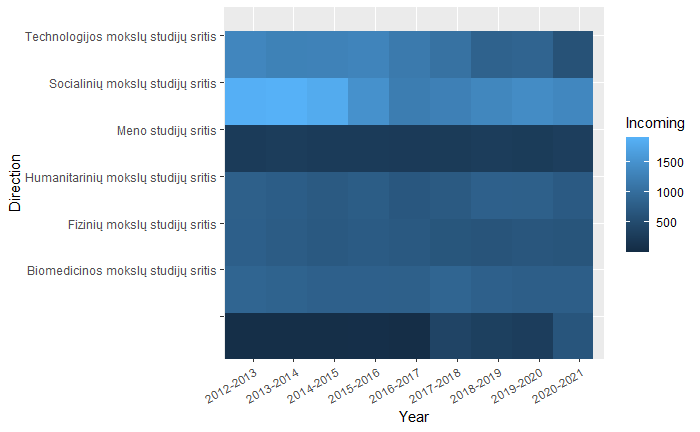 Technologijos mokslų studijų sritis
Socialinių mokslų studijų sritis
Meno studijų sritis
Humanitarinių mokslų studijų sritis
Fizinių mokslų studijų sritis
Biomedicinos mokslų studijų sritis
Direction
2012-2013
2013-2014
2014-2015
2015-2016
2016-2017
2017-2018
2018-2019
2019-2020
2020-2021
Year
Incoming
1500
1000
500